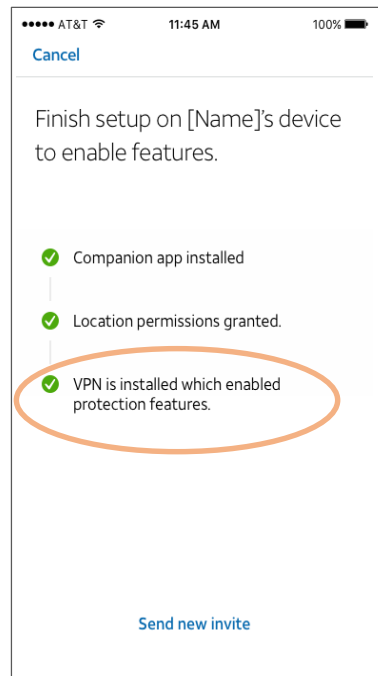 AT&T 11:45 AM 100%
Cancel
Finish setup on [Name]'s device
to enable features.
Companion app installed
Location permissions granted.
VPN is installed which enabled
protection features.
Send new invite